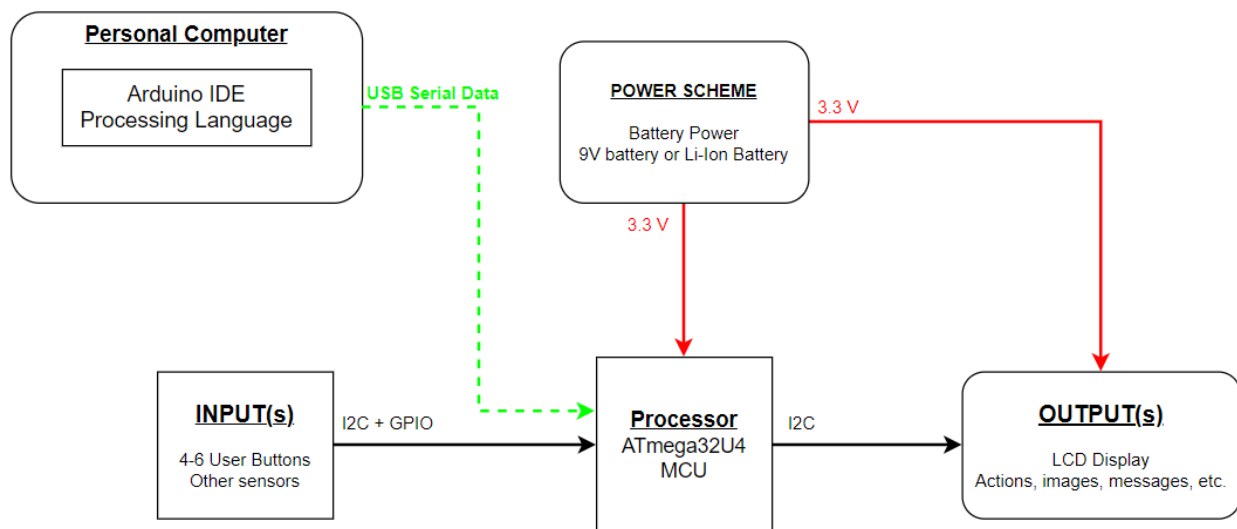 Personal Computer
Arduino IDE
Processing Language
USB Serial Data
POWER SCHEME
Battery Power
9V battery or Li-Ion Battery
3.3 V
3.3 V
INPUT(s)
4-6 User Buttons
Other sensors
I2C + GPIO
Processor
ATmega32U4
MCU
I2C
OUTPUT(s)
LCD Display
Actions, images, messages, etc.